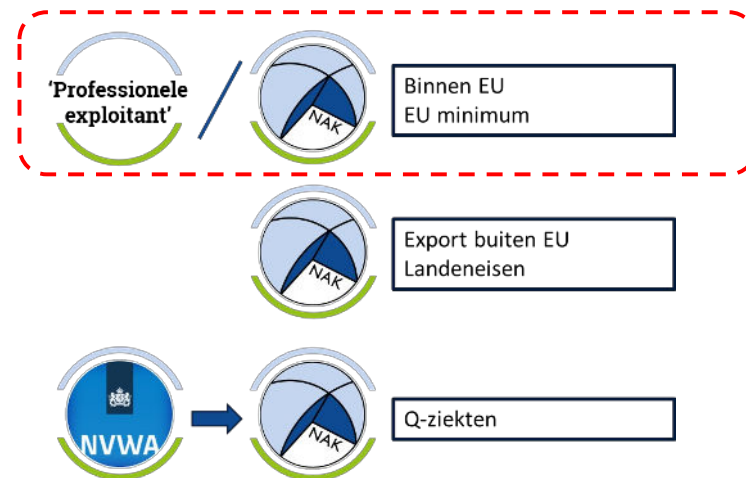 ‘Professionele
exploitant’
NAK
Binnen EU
EU minimum
NAK
Export buiten EU
Landeneisen
NVWA
NAK
Q-ziekten